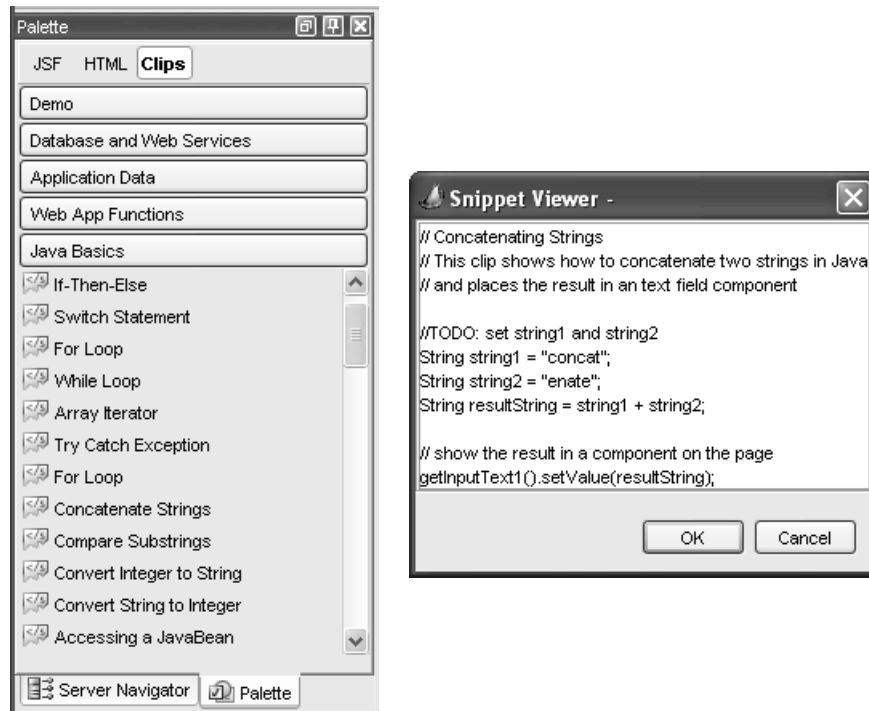 Palette
JSF HTML Clips
Demo
Database and Web Services
Application Data
Web App Functions
Java Basics
If-Then-Else
Switch Statement
For Loop
While Loop
Array Iterator
Try Catch Exception
For Loop
Concatenate Strings
Compare Substrings
Convert Integer to String
Convert String to Integer
Accessing a JavaBean
Server Navigator Palette
Snippet Viewer -
// Concatenating Strings
// This clip shows how to concatenate two strings in Java
// and places the result in an text field component
//TODO: set string1 and string2
String string1 = "concat";
String string2 = "enate";
String resultString = string1 + string2;
// show the result in a component on the page
getInputText1().setValue(resultString);
OK Cancel